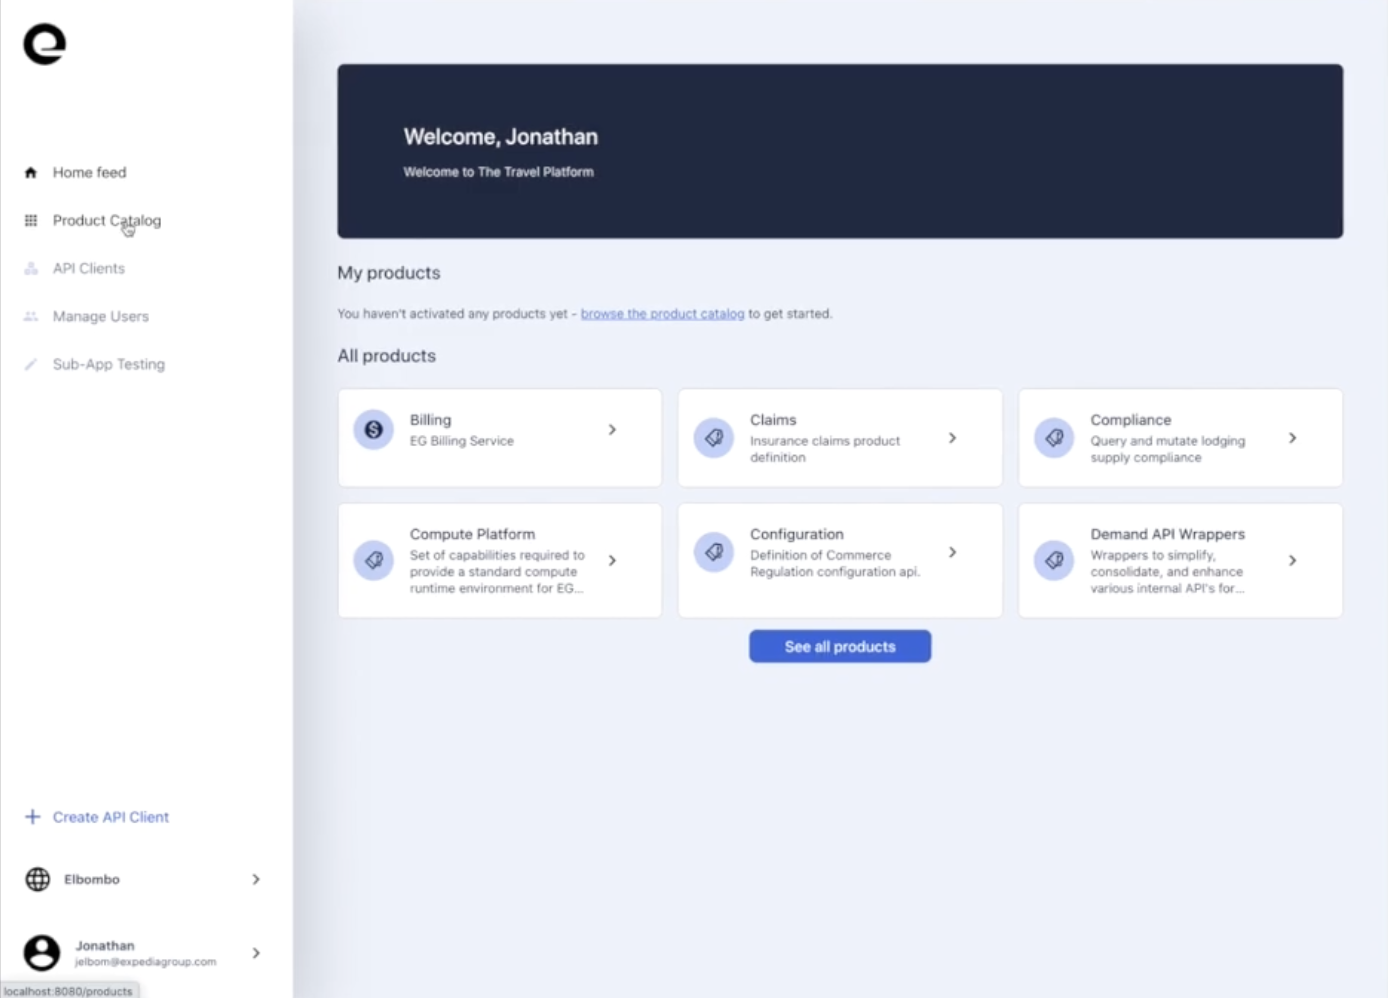 Home feed
Product Catalog
API Clients
Manage Users
Sub-App Testing
Create API Client
Elbombo
Jonathan
jelbom@expediagroup.com
localhost:8080/products
Welcome, Jonathan
Welcome to The Travel Platform
My products
You haven't activated any products yet - browse the product catalog to get started.
All products
Billing
EG Billing Service
Claims
Insurance claims product
definition
Compliance
Query and mutate lodging
supply compliance
Compute Platform
Set of capabilities required to
provide a standard compute
runtime environment for EG...
Configuration
Definition of Commerce
Regulation configuration api.
Demand API Wrappers
Wrappers to simplify,
consolidate, and enhance
various internal API's for...
See all products